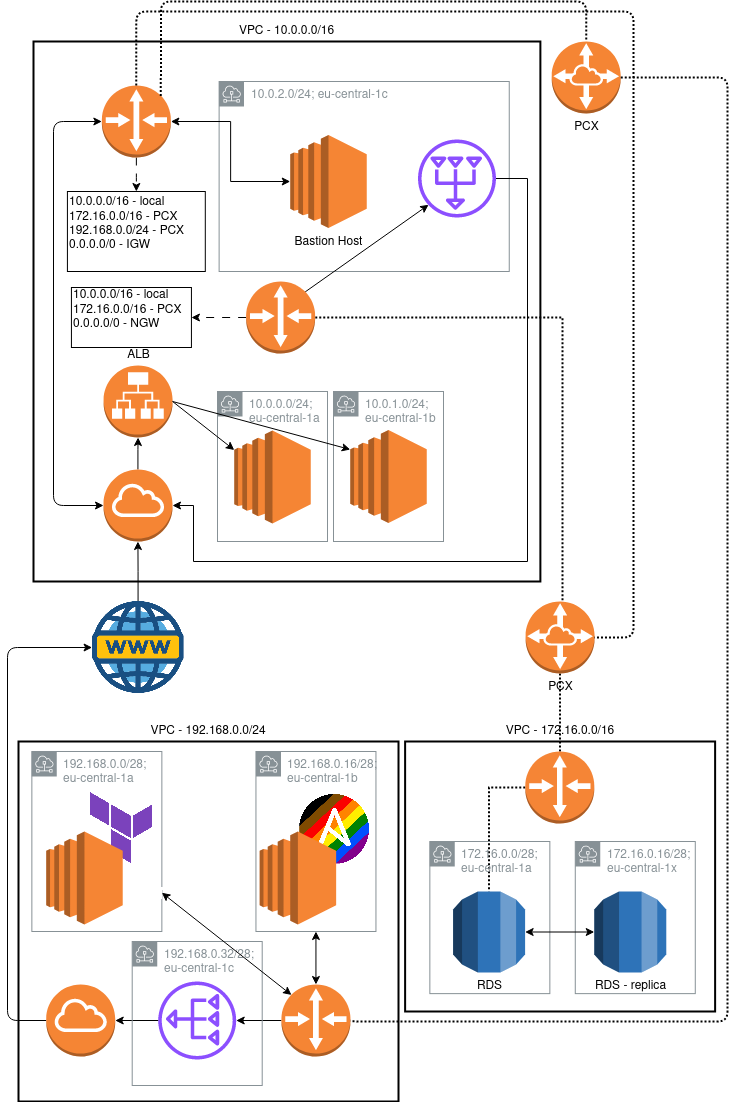 VPC - 10.0.0.0/16
10.0.2.0/24; eu-central-1c
PCX
10.0.0.0/16 - local
172.16.0.0/16 - PCX
192.168.0.0/24 - PCX
0.0.0.0/0 - IGW
Bastion Host
10.0.0.0/16 - local
172.16.0.0/16 - PCX
0.0.0.0/0 - NGW
ALB
10.0.0.0/24;
eu-central-1a
10.0.1.0/24;
eu-central-1b
WWW
PCX
VPC - 192.168.0.0/24
VPC - 172.16.0.0/16
192.168.0.0/28;
eu-central-1a
192.168.0.16/28;
eu-central-1b
172.16.0.0/28;
eu-central-1a
172.16.0.16/28;
eu-central-1x
192.168.0.32/28;
eu-central-1c
RDS
RDS - replica